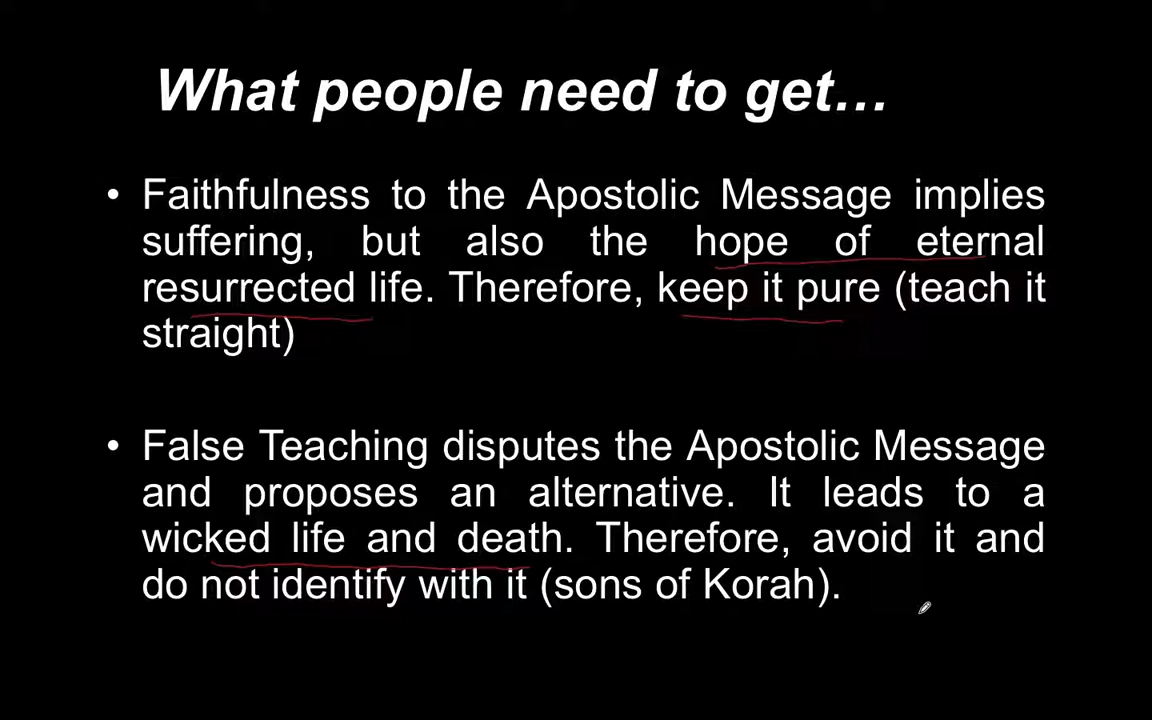 What people need to get…
• Faithfulness to the Apostolic Message implies
suffering, but also the hope of eternal
resurrected life. Therefore, keep it pure (teach it
straight)
• False Teaching disputes the Apostolic Message
and proposes an alternative. It leads to a
wicked life and death. Therefore, avoid it and
do not identify with it (sons of Korah).